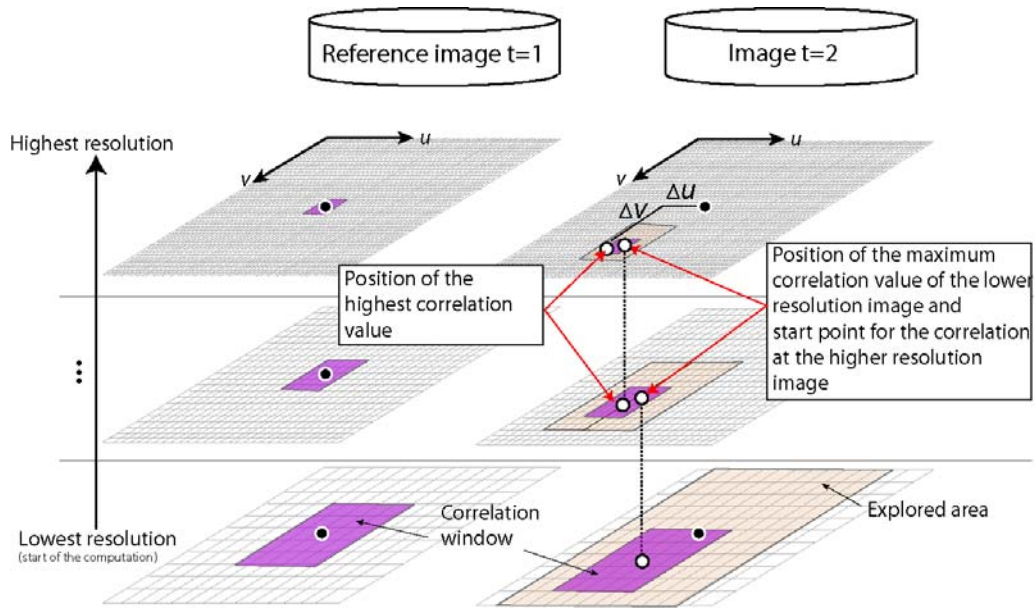 Reference image t=1
Image t=2
Highest resolution
u
v
u
v
Δu
Δv
Position of the
highest correlation
value
Position of the maximum
correlation value of the lower
resolution image and
start point for the correlation
at the higher resolution
image
...
Lowest resolution
(start of the computation)
Correlation
window
Explored area